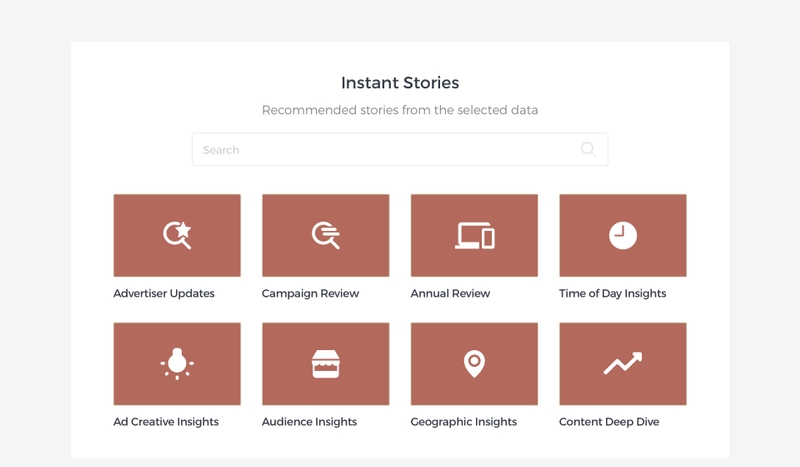 Instant Stories
Recommended stories from the selected data
Search
Advertiser Updates
Campaign Review
Annual Review
Time of Day Insights
Ad Creative Insights
Audience Insights
Geographic Insights
Content Deep Dive